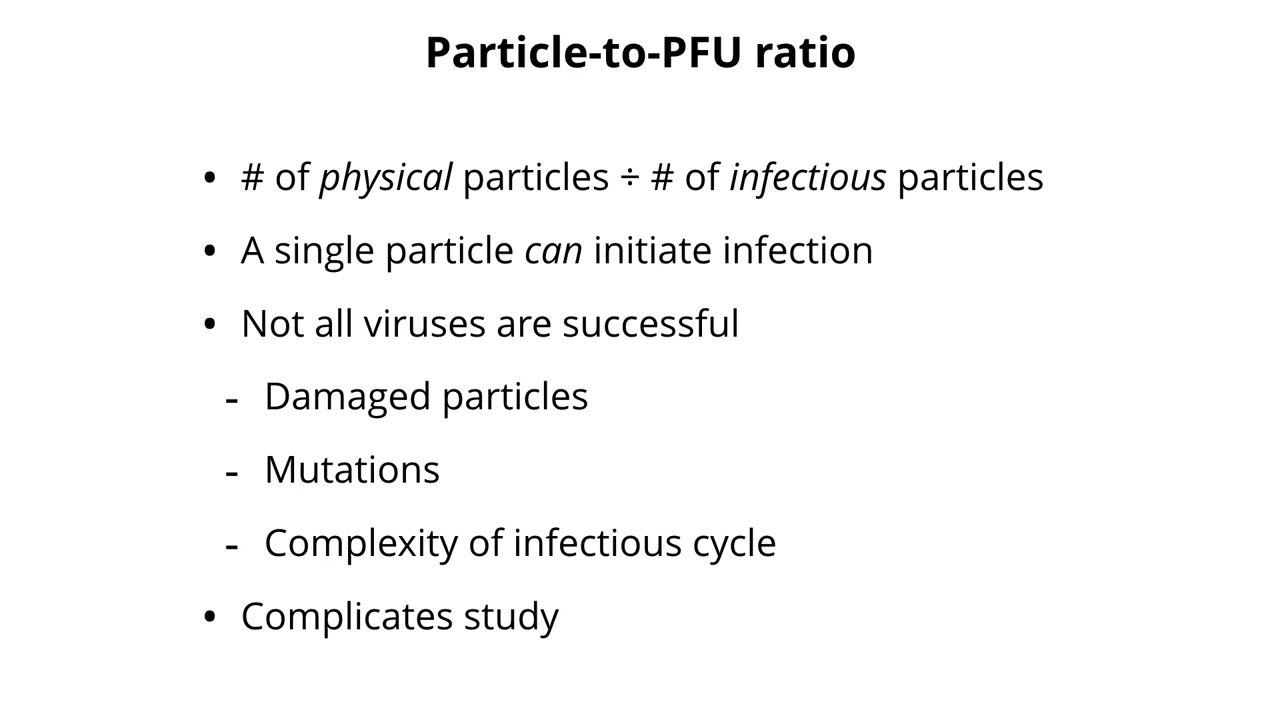 Particle-to-PFU ratio
• # of physical particles ÷ # of infectious particles
• A single particle can initiate infection
• Not all viruses are successful
- Damaged particles
- Mutations
- Complexity of infectious cycle
• Complicates study